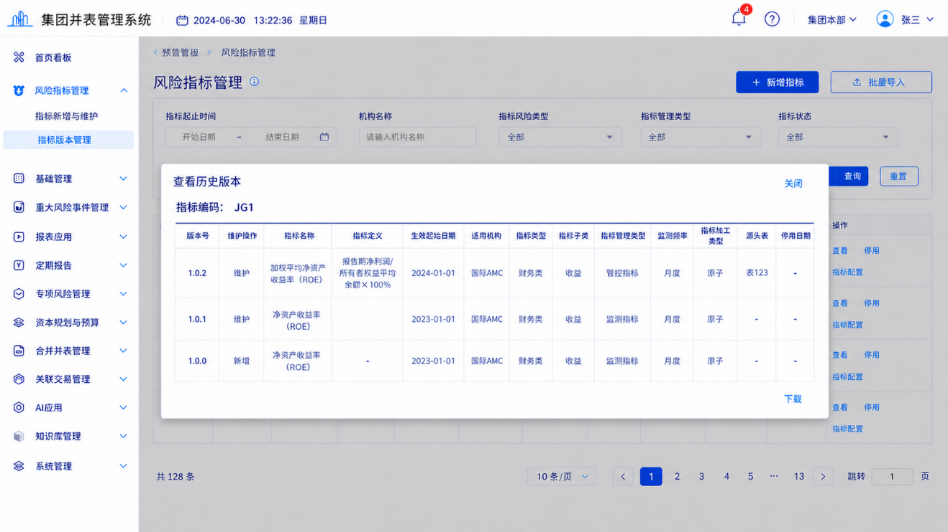 集团并表管理系统
2024-06-30 13:22:36 星期日
4
?
集团本部
张三
首页看板
风险指标管理
指标新增与维护
指标版本管理
基础管理
重大风险事件管理
报表应用
定期报告
专项风险管理
资本规划与预算
合并并表管理
关联交易管理
AI应用
知识库管理
系统管理
风险指标管理
风险指标管理
+ 新增指标
批量导入
指标起止时间
机构名称
指标风险类型
指标管理类型
指标状态
开始日期 – 结束日期
请输入机构名称
全部
全部
全部
查询
重置
查看历史版本
关闭
指标编码： JG1
版本号 维护操作 指标名称 指标定义 生效起始日期 适用机构 指标类型 指标子类 指标管理类型 监测频率 指标加工类型 源头表 停用日期
1.0.2 维护 加权平均净资产收益率（ROE） 报告期净利润/所有者权益平均余额×100% 2024-01-01 国际AMC 财务类 收益 管控指标 月度 原子 表123 -
1.0.1 维护 净资产收益率（ROE） 2023-01-01 国际AMC 财务类 收益 监测指标 月度 原子 - -
1.0.0 新增 净资产收益率（ROE） - 2023-01-01 国际AMC 财务类 收益 监测指标 月度 原子 - -
下载
操作
查看 停用
指标配置
查看 停用
指标配置
查看 停用
指标配置
查看 停用
指标配置
共 128 条
10 条/页
1 2 3 4 5 ··· 13
跳转 1 页